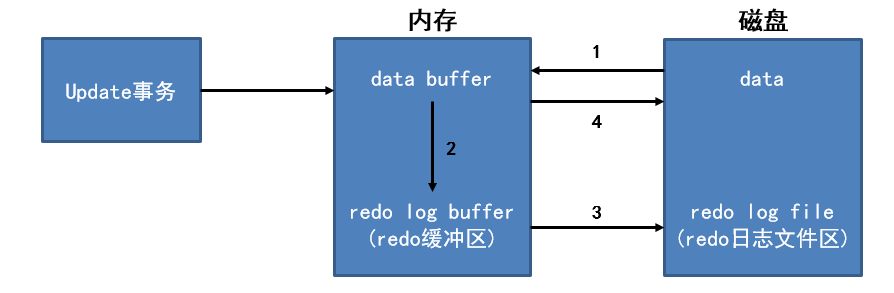 内存
磁盘
Update事务
data buffer
1
data
4
2
redo log buffer
(redo缓冲区)
3
redo log file
(redo日志文件区)